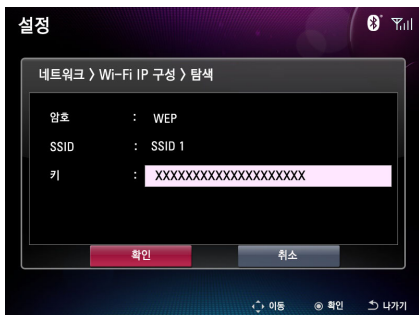 설정
네트워크 > Wi-Fi IP 구성 > 탐색
암호 : WEP
SSID : SSID 1
키 : XXXXXXXXXXXXXXXXXXXX
확인 취소
이동 확인 나가기